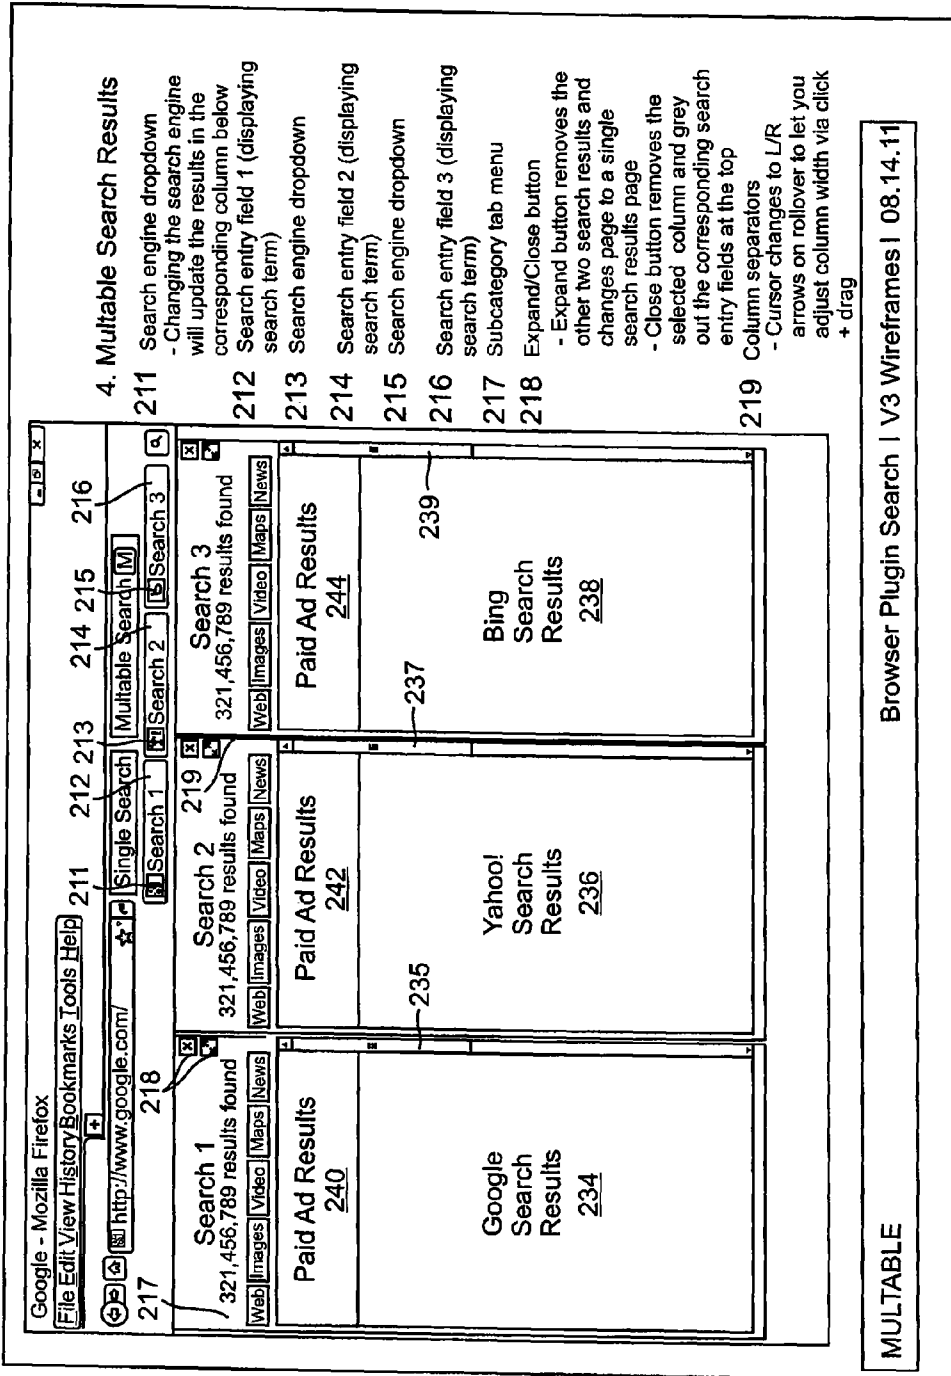 Google - Mozilla Firefox
File Edit View History Bookmarks Tools Help
+
http://www.google.com/
Single Search
Multable Search M
211
212
213
214
215
216
Search 1
Search 2
Search 3
217
218
219
Search 1
321,456,789 results found
Web Images Video Maps News
Paid Ad Results
240
Google
Search
Results
234
235
Search 2
321,456,789 results found
Web Images Video Maps News
Paid Ad Results
242
Yahoo!
Search
Results
236
237
Search 3
321,456,789 results found
Web Images Video Maps News
Paid Ad Results
244
Bing
Search
Results
238
239
4. Multable Search Results
211 Search engine dropdown
- Changing the search engine
will update the results in the
corresponding column below
212 Search entry field 1 (displaying
search term)
213 Search engine dropdown
214 Search entry field 2 (displaying
search term)
215 Search engine dropdown
216 Search entry field 3 (displaying
search term)
217 Subcategory tab menu
218 Expand/Close button
- Expand button removes the
other two search results and
changes page to a single
search results page
- Close button removes the
selected column and grey
out the corresponding search
entry fields at the top
219 Column separators
- Cursor changes to L/R
arrows on rollover to let you
adjust column width via click
+ drag
MULTABLE
Browser Plugin Search | V3 Wireframes | 08.14.11